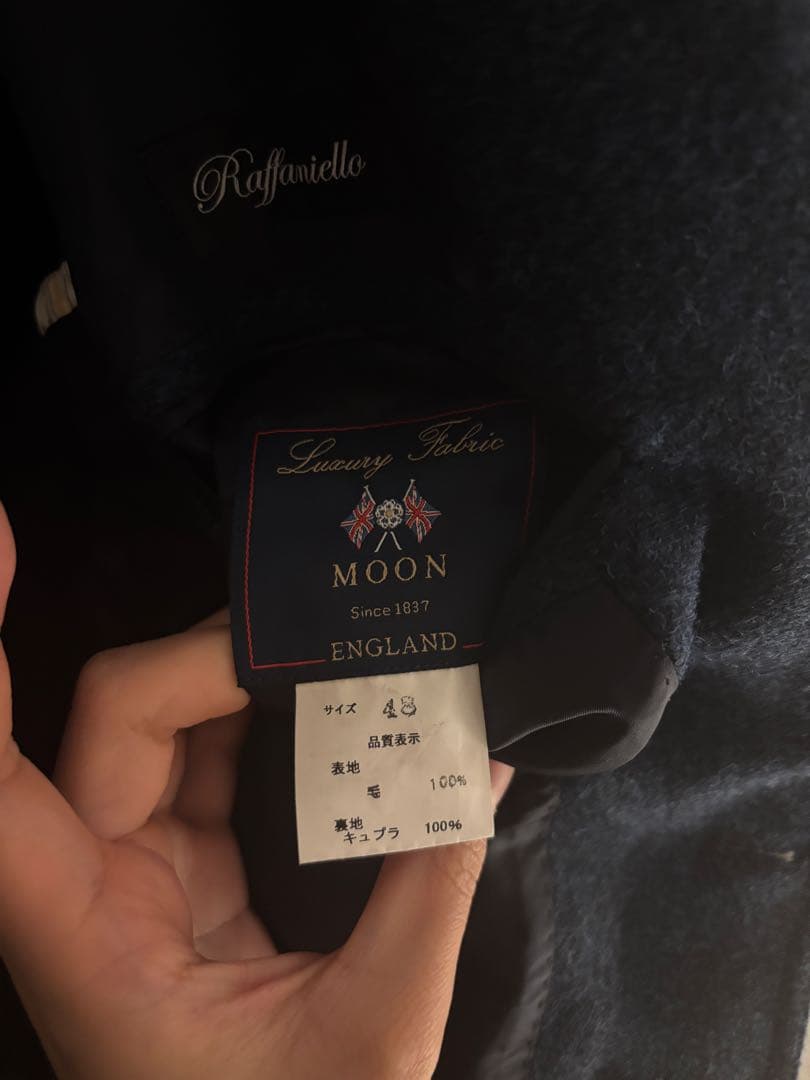 Raffaniello
Luxury Fabric
MOON
Since 1837
ENGLAND
サイズ 48
品質表示
表地
毛 100%
裏地
キュプラ 100%